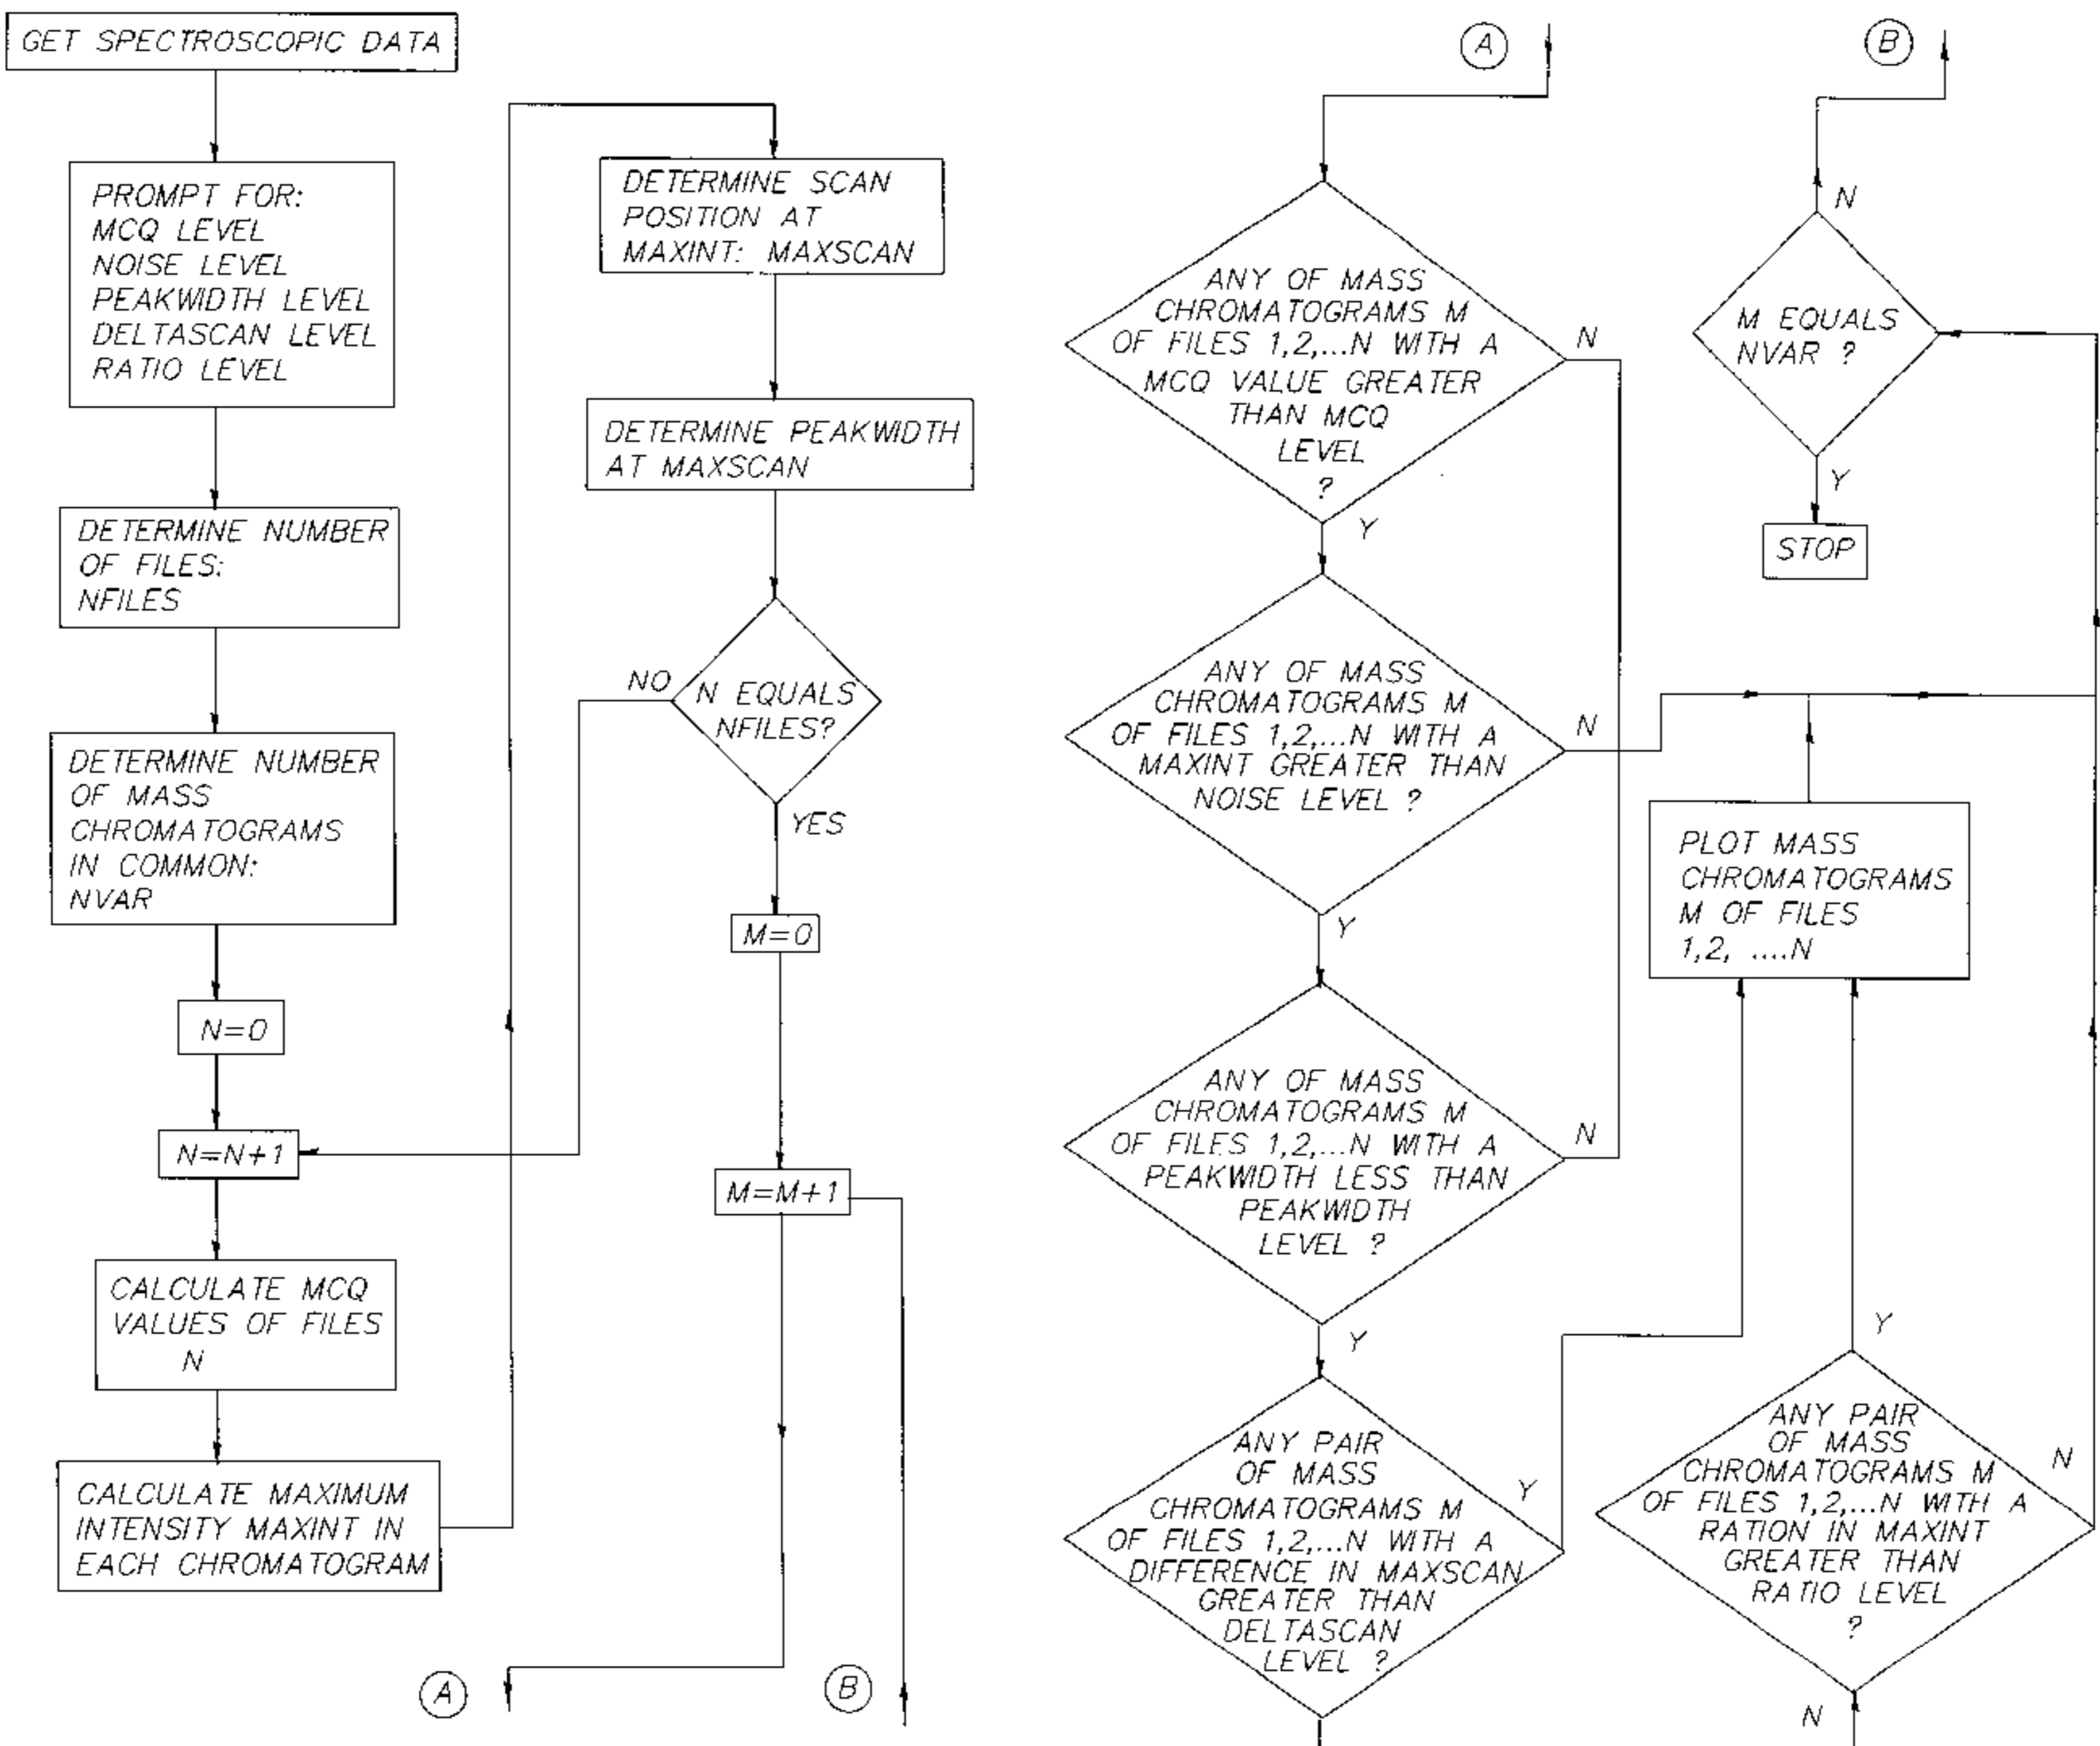 GET SPECTROSCOPIC DATA
PROMPT FOR:
MCQ LEVEL
NOISE LEVEL
PEAKWIDTH LEVEL
DELTASCAN LEVEL
RATIO LEVEL
DETERMINE NUMBER
OF FILES:
NFILES
DETERMINE NUMBER
OF MASS
CHROMATOGRAMS
IN COMMON:
NVAR
N=0
N=N+1
CALCULATE MCQ
VALUES OF FILES
N
CALCULATE MAXIMUM
INTENSITY MAXINT IN
EACH CHROMATOGRAM
DETERMINE SCAN
POSITION AT
MAXINT: MAXSCAN
DETERMINE PEAKWIDTH
AT MAXSCAN
NO
N EQUALS
NFILES?
YES
M=0
M=M+1
A
B
A
ANY OF MASS
CHROMATOGRAMS M
OF FILES 1,2,...N WITH A
MCQ VALUE GREATER
THAN MCQ
LEVEL
?
N
Y
ANY OF MASS
CHROMATOGRAMS M
OF FILES 1,2,...N WITH A
MAXINT GREATER THAN
NOISE LEVEL ?
N
Y
ANY OF MASS
CHROMATOGRAMS M
OF FILES 1,2,...N WITH A
PEAKWIDTH LESS THAN
PEAKWIDTH
LEVEL ?
N
Y
ANY PAIR
OF MASS
CHROMATOGRAMS M
OF FILES 1,2,...N WITH A
DIFFERENCE IN MAXSCAN
GREATER THAN
DELTASCAN
LEVEL ?
Y
B
N
M EQUALS
NVAR ?
Y
STOP
PLOT MASS
CHROMATOGRAMS
M OF FILES
1,2, ....N
Y
ANY PAIR
OF MASS
CHROMATOGRAMS M
OF FILES 1,2,...N WITH A
RATION IN MAXINT
GREATER THAN
RATIO LEVEL
?
N
N